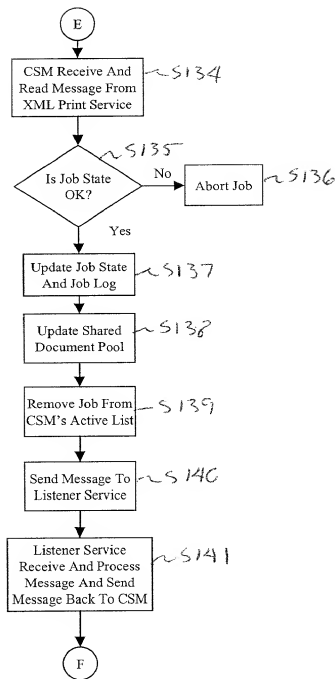 E
CSM Receive And
Read Message From
XML Print Service
S134
Is Job State
OK?
S135
No
Abort Job
S136
Yes
Update Job State
And Job Log
S137
Update Shared
Document Pool
S138
Remove Job From
CSM's Active List
S139
Send Message To
Listener Service
S140
Listener Service
Receive And Process
Message And Send
Message Back To CSM
S141
F